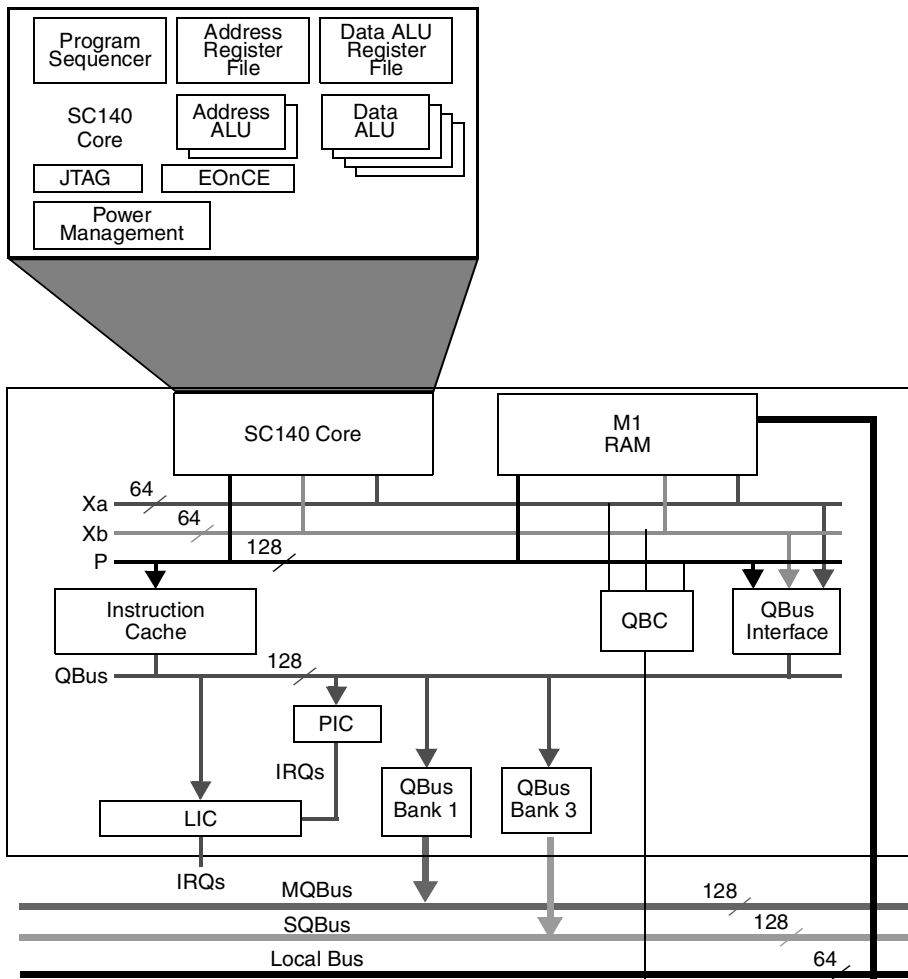 Program
Sequencer
Address
Register
File
Data ALU
Register
File
SC140
Core
Address
ALU
Data
ALU
JTAG
EOnCE
Power
Management
SC140 Core
M1
RAM
Xa
64
Xb
64
P
128
Instruction
Cache
QBC
QBus
Interface
QBus
128
PIC
IRQs
QBus
Bank 1
QBus
Bank 3
LIC
IRQs
MQBus
128
SQBus
128
Local Bus
64